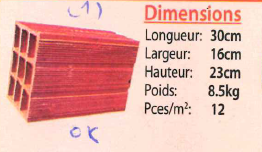 (1)
Dimensions
Longueur: 30cm
Largeur: 16cm
Hauteur: 23cm
Poids: 8.5kg
Pces/m²: 12
OK